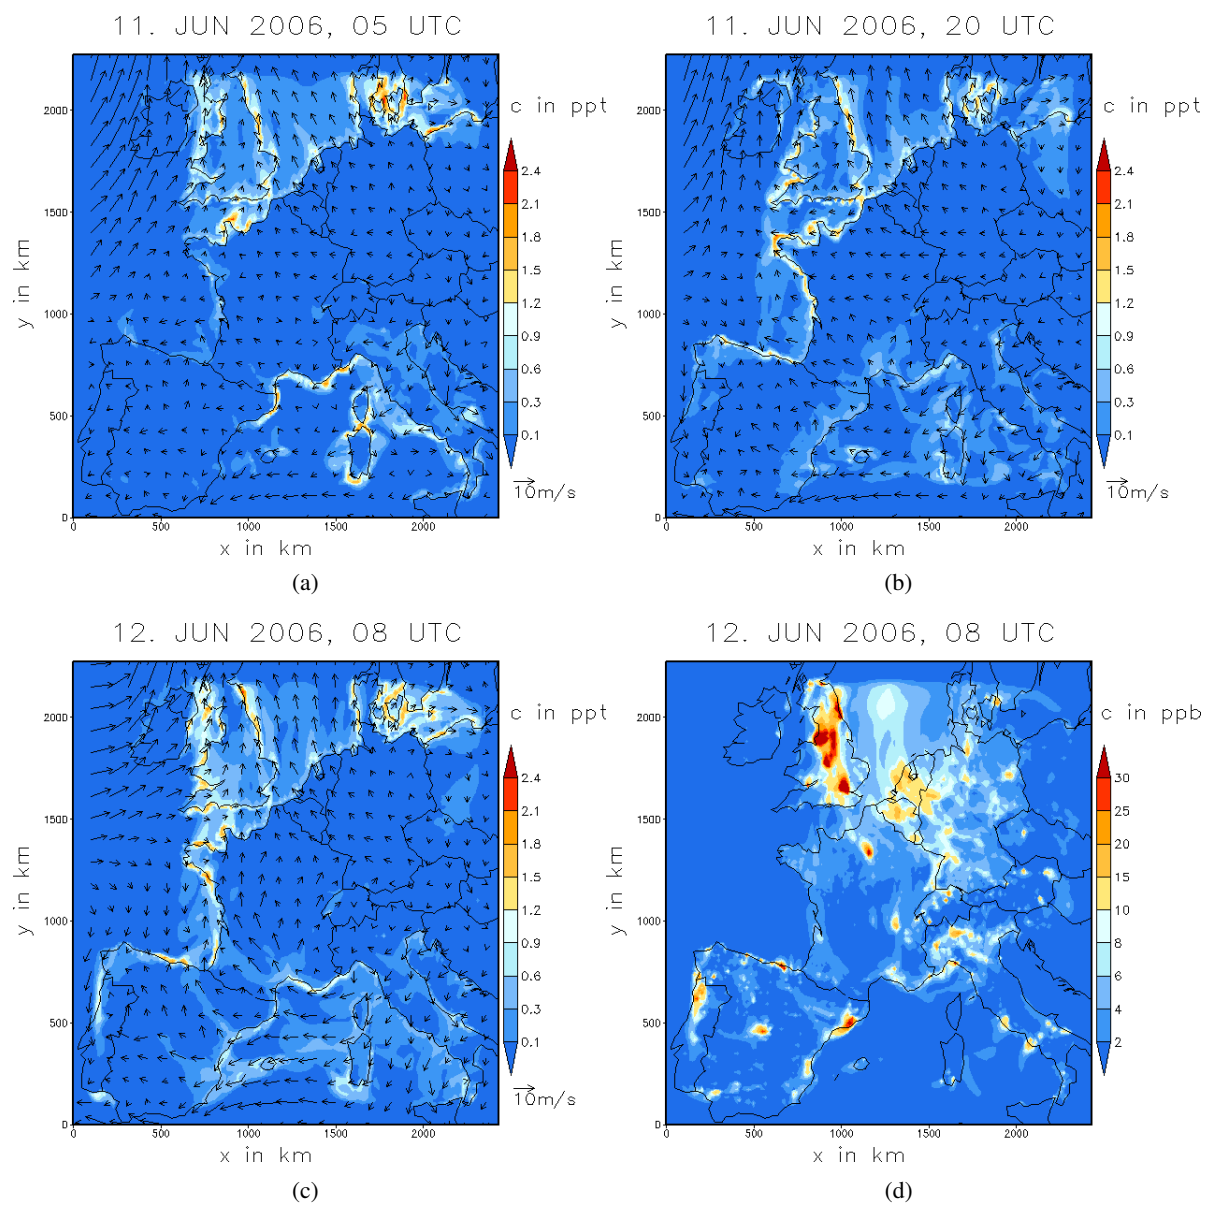 11. JUN 2006, 05 UTC
c in ppt
2.4
2.1
1.8
1.5
1.2
0.9
0.6
0.3
0.1
10m/s
y in km
2000
1500
1000
500
0
0 500 1000 1500 2000
x in km
(a)
11. JUN 2006, 20 UTC
c in ppt
2.4
2.1
1.8
1.5
1.2
0.9
0.6
0.3
0.1
10m/s
y in km
2000
1500
1000
500
0
0 500 1000 1500 2000
x in km
(b)
12. JUN 2006, 08 UTC
c in ppt
2.4
2.1
1.8
1.5
1.2
0.9
0.6
0.3
0.1
10m/s
y in km
2000
1500
1000
500
0
0 500 1000 1500 2000
x in km
(c)
12. JUN 2006, 08 UTC
c in ppb
30
25
20
15
10
8
6
4
2
y in km
2000
1500
1000
500
0
0 500 1000 1500 2000
x in km
(d)